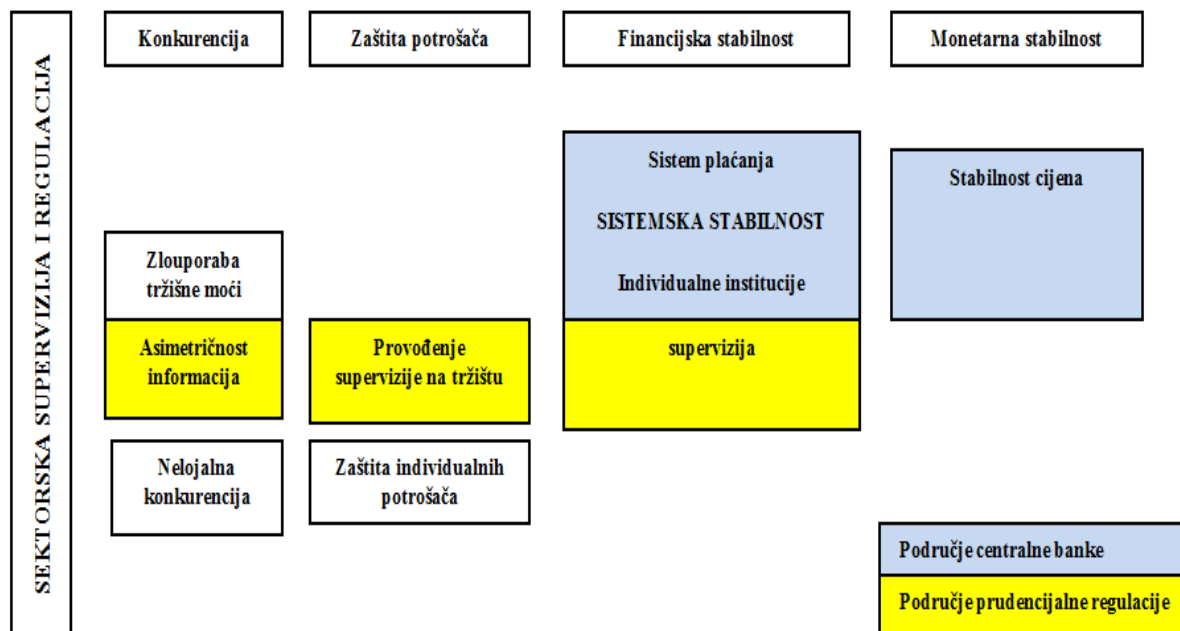 SEKTORSKA SUPERVIZIJA I REGULACIJA
Konkurencija
Zaštita potrošača
Financijska stabilnost
Monetarna stabilnost
Sistem plaćanja
SISTEMSKA STABILNOST
Individualne institucije
Stabilnost cijena
Zlouporaba
tržišne moći
Asimetričnost
informacija
Provođenje
supervizije na tržištu
supervizija
Nelojalna
konkurencija
Zaštita individualnih
potrošača
Područje centralne banke
Područje prudencijalne regulacije